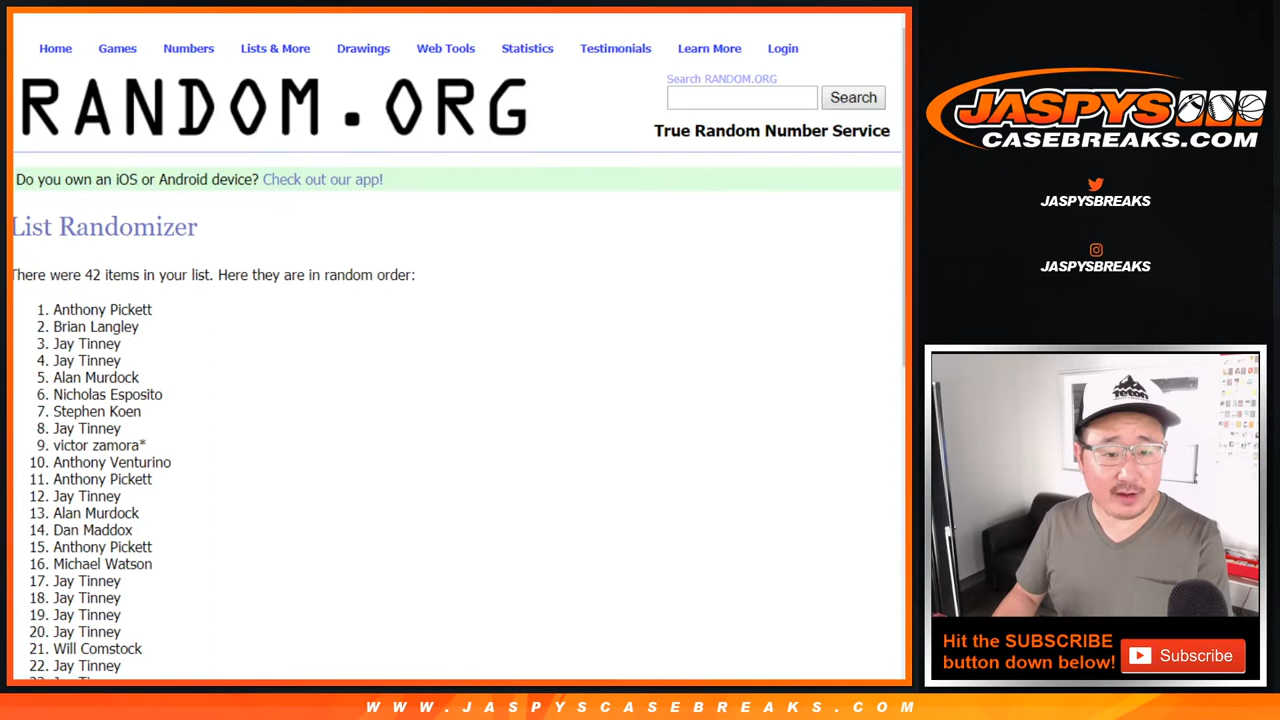 Home Games Numbers Lists & More Drawings Web Tools Statistics Testimonials Learn More Login
RANDOM.ORG
Search RANDOM.ORG
Search
True Random Number Service
Do you own an iOS or Android device? Check out our app!
List Randomizer
There were 42 items in your list. Here they are in random order:
1. Anthony Pickett
2. Brian Langley
3. Jay Tinney
4. Jay Tinney
5. Alan Murdock
6. Nicholas Esposito
7. Stephen Koen
8. Jay Tinney
9. victor zamora*
10. Anthony Venturino
11. Anthony Pickett
12. Jay Tinney
13. Alan Murdock
14. Dan Maddox
15. Anthony Pickett
16. Michael Watson
17. Jay Tinney
18. Jay Tinney
19. Jay Tinney
20. Jay Tinney
21. Will Comstock
22. Jay Tinney
JASPYS
CASEBREAKS.COM
JASPYSBREAKS
JASPYSBREAKS
Teton
Hit the SUBSCRIBE
button down below!
Subscribe
WWW.JASPYSCASEBREAKS.COM